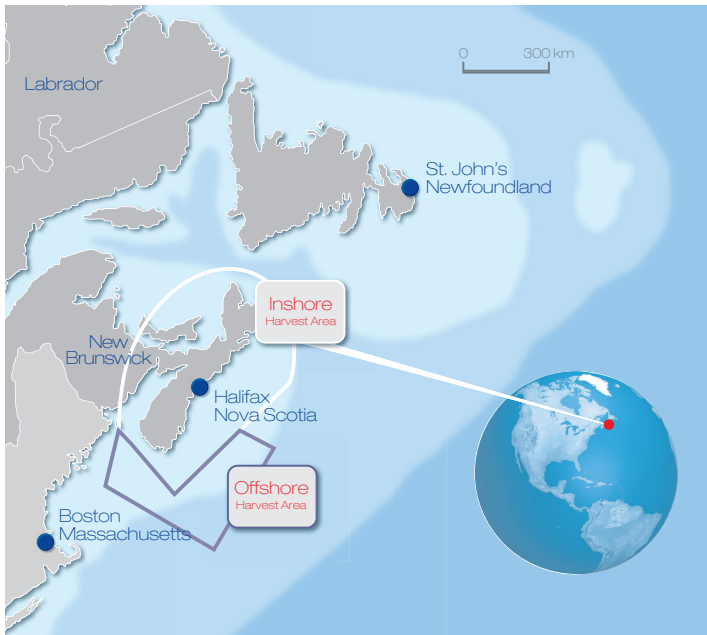 Labrador
0 300 km
St. John's
Newfoundland
Inshore
Harvest Area
New
Brunswick
Halifax
Nova Scotia
Offshore
Harvest Area
Boston
Massachusetts